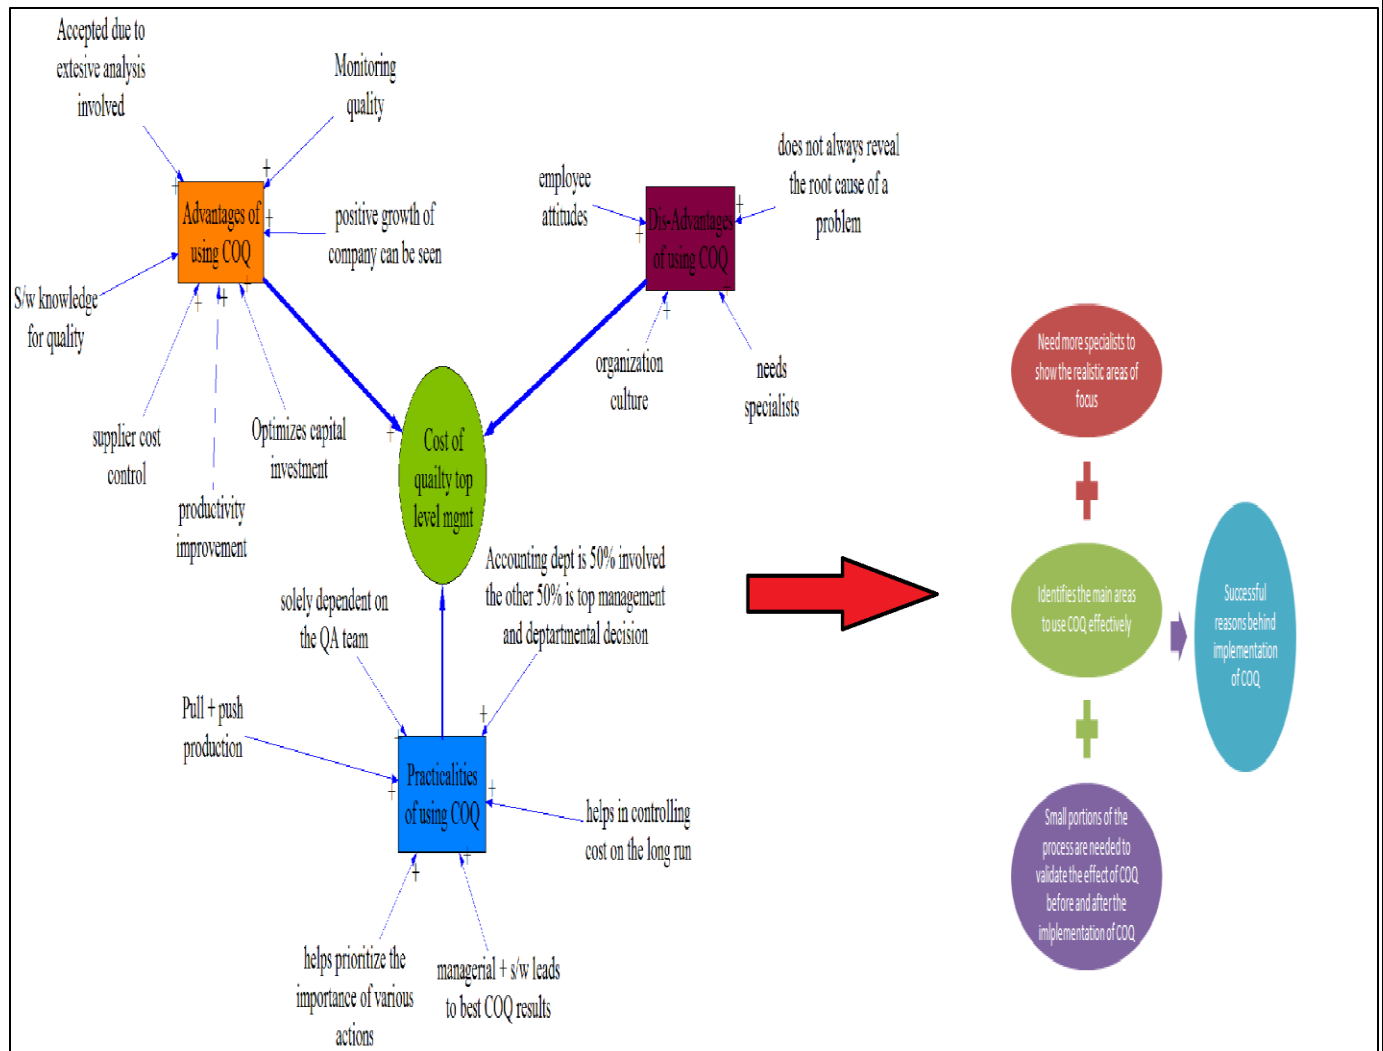 Accepted due to
extesive analysis
involved
Monitoring
quality
+
+
Advantages of
using COQ
+
positive growth of
company can be seen
S/w knowledge
for quality
+
+
+
supplier cost
control
productivity
improvement
Optimizes capital
investment
employee
attitudes
+
does not always reveal
the root cause of a
problem
+
Dis-Advantages
of using COQ
+
+
organization
culture
needs
specialists
+
Cost of
quailty top
level mgmt
solely dependent on
the QA team
Accounting dept is 50% involved
the other 50% is top management
and deptartmental decision
Pull + push
production
+
+
+
+
Practicalities
of using COQ
helps in controlling
cost on the long run
+
+
helps prioritize the
importance of various
actions
managerial + s/w leads
to best COQ results
Need more specialists to
show the realistic areas of
focus
Identifies the main areas
to use COQ effectively
Small portions of the
process are needed to
validate the effect of COQ
before and after the
imlplementation of COQ
Successful
reasons behind
implementation
of COQ